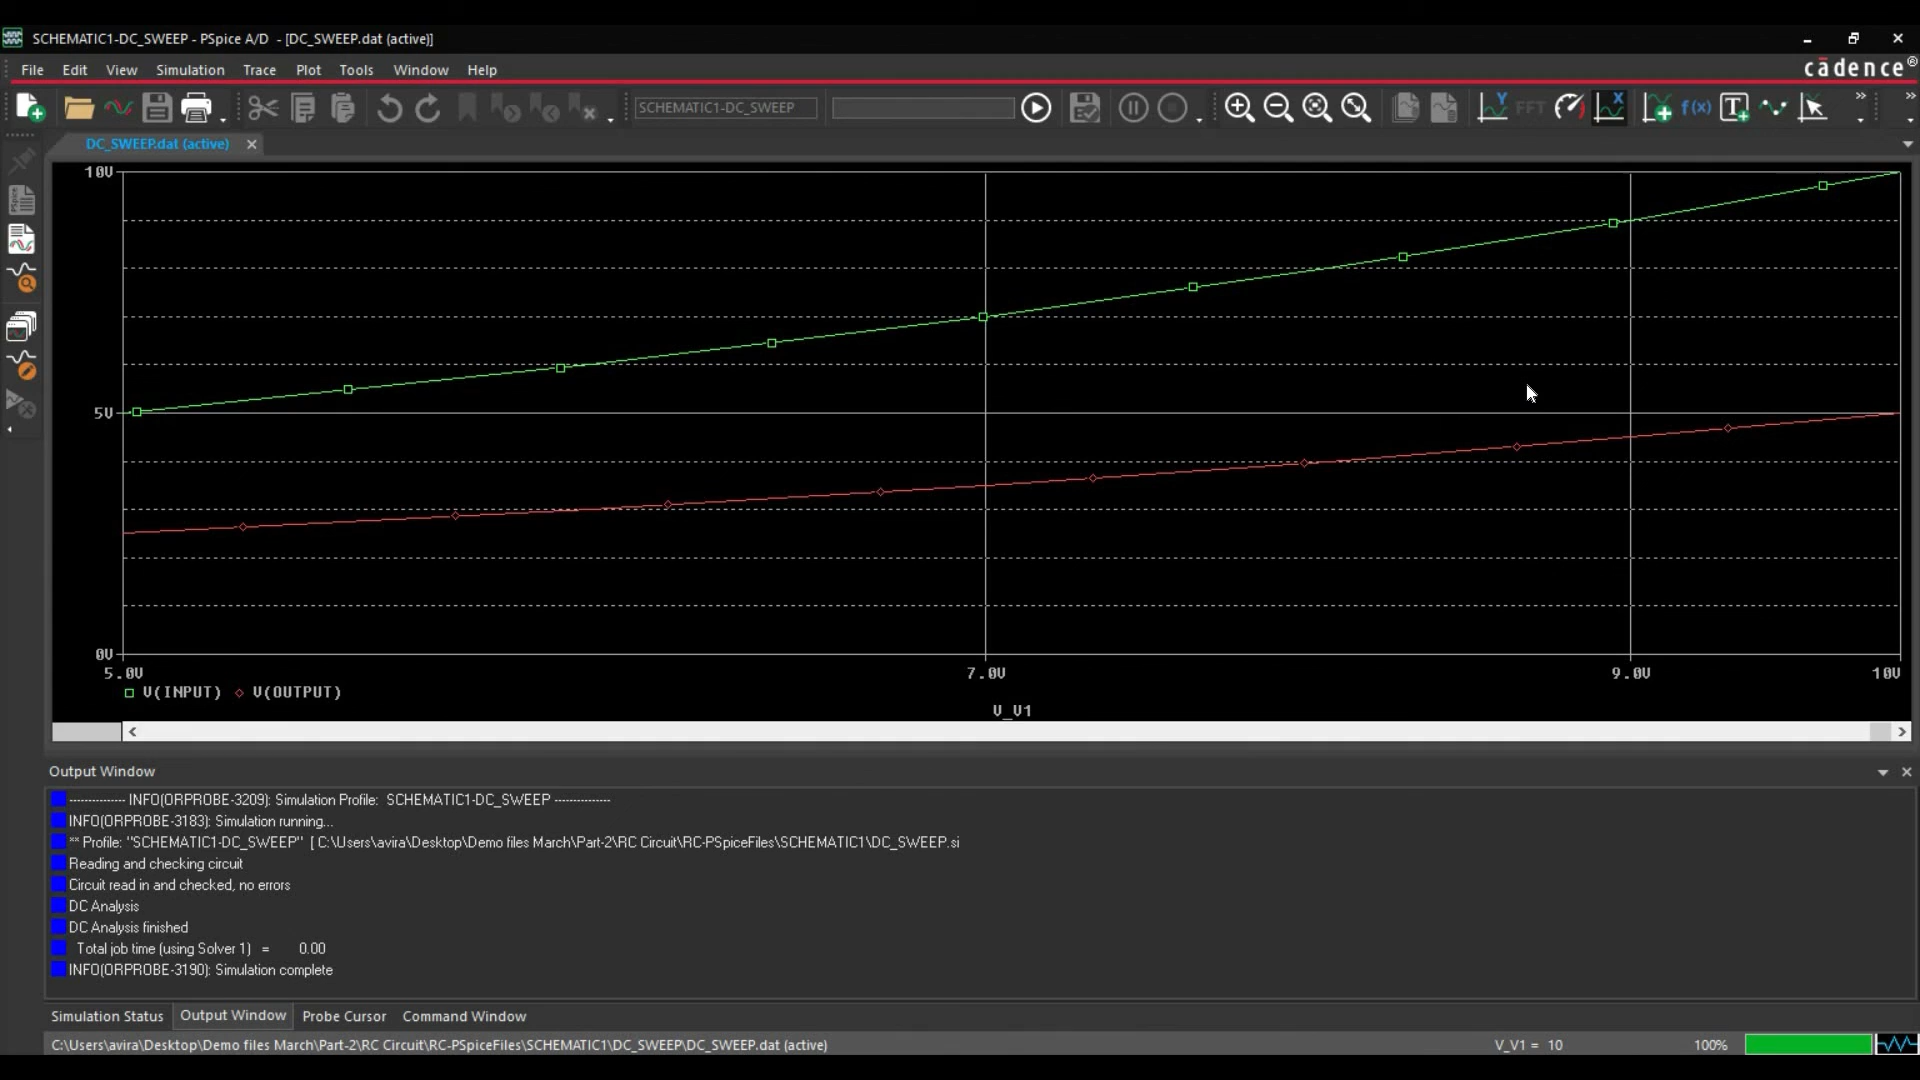 SCHEMATIC1-DC_SWEEP - PSpice A/D - [DC_SWEEP.dat (active)]
File Edit View Simulation Trace Plot Tools Window Help
cādence®
SCHEMATIC1-DC_SWEEP
Y FFT X f(x) T
DC_SWEEP.dat (active)
PSpice
10V
5V
0V
5.0V 7.0V 9.0V 10V
V(INPUT) V(OUTPUT)
V_V1
Output Window
-------------- INFO(ORPROBE-3209): Simulation Profile: SCHEMATIC1-DC_SWEEP --------------
INFO(ORPROBE-3183): Simulation running...
** Profile: "SCHEMATIC1-DC_SWEEP" [ C:\Users\avira\Desktop\Demo files March\Part-2\RC Circuit\RC-PSpiceFiles\SCHEMATIC1\DC_SWEEP.si
Reading and checking circuit
Circuit read in and checked, no errors
DC Analysis
DC Analysis finished
Total job time (using Solver 1) = 0.00
INFO(ORPROBE-3190): Simulation complete
Simulation Status Output Window Probe Cursor Command Window
C:\Users\avira\Desktop\Demo files March\Part-2\RC Circuit\RC-PSpiceFiles\SCHEMATIC1\DC_SWEEP\DC_SWEEP.dat (active) V_V1 = 10 100%